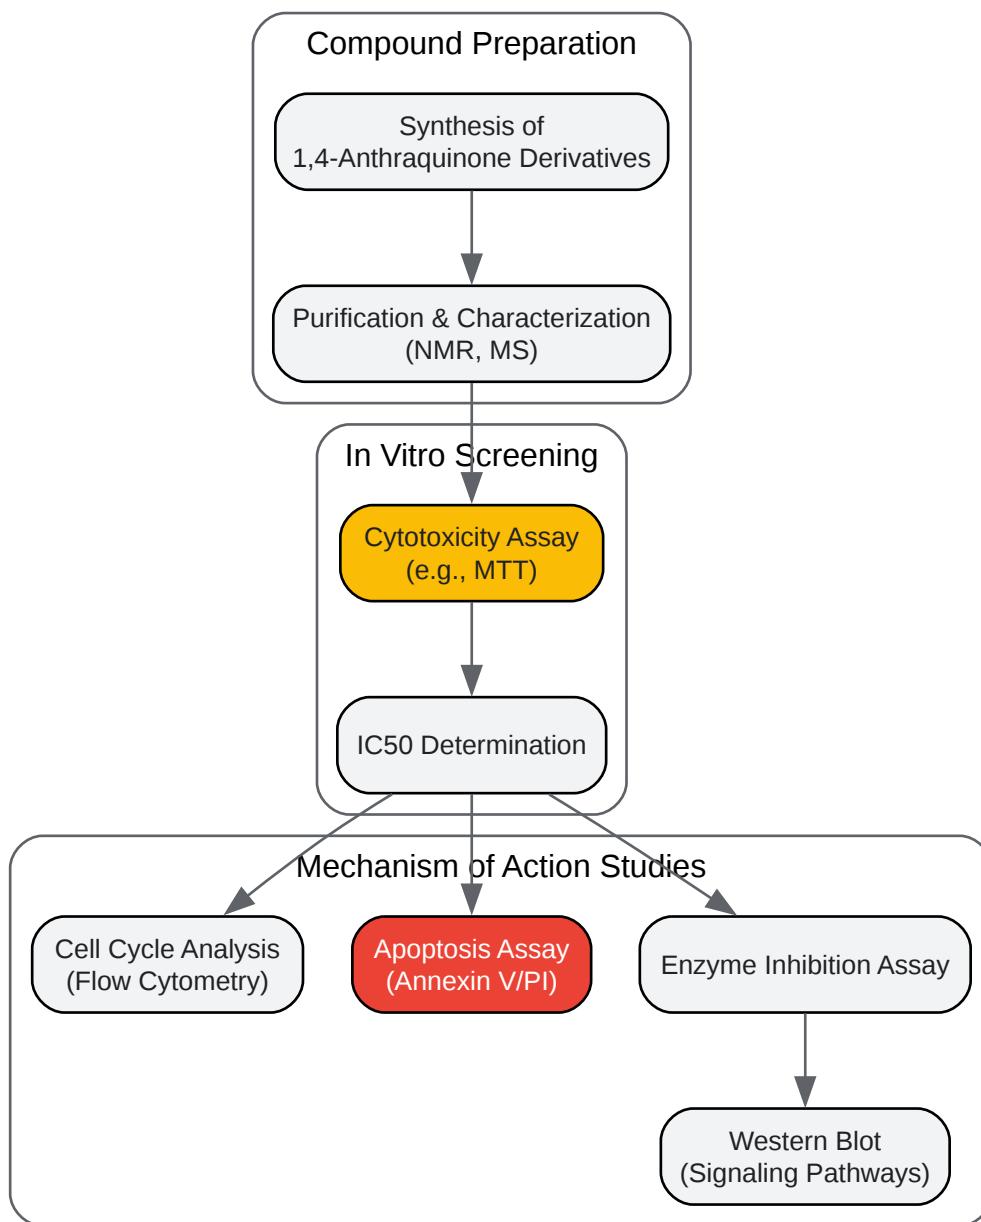 Compound Preparation
Synthesis of
1,4-Anthraquinone Derivatives
Purification & Characterization
(NMR, MS)
In Vitro Screening
Cytotoxicity Assay
(e.g., MTT)
IC50 Determination
Mechanism of Action Studies
Cell Cycle Analysis
(Flow Cytometry)
Apoptosis Assay
(Annexin V/PI)
Enzyme Inhibition Assay
Western Blot
(Signaling Pathways)